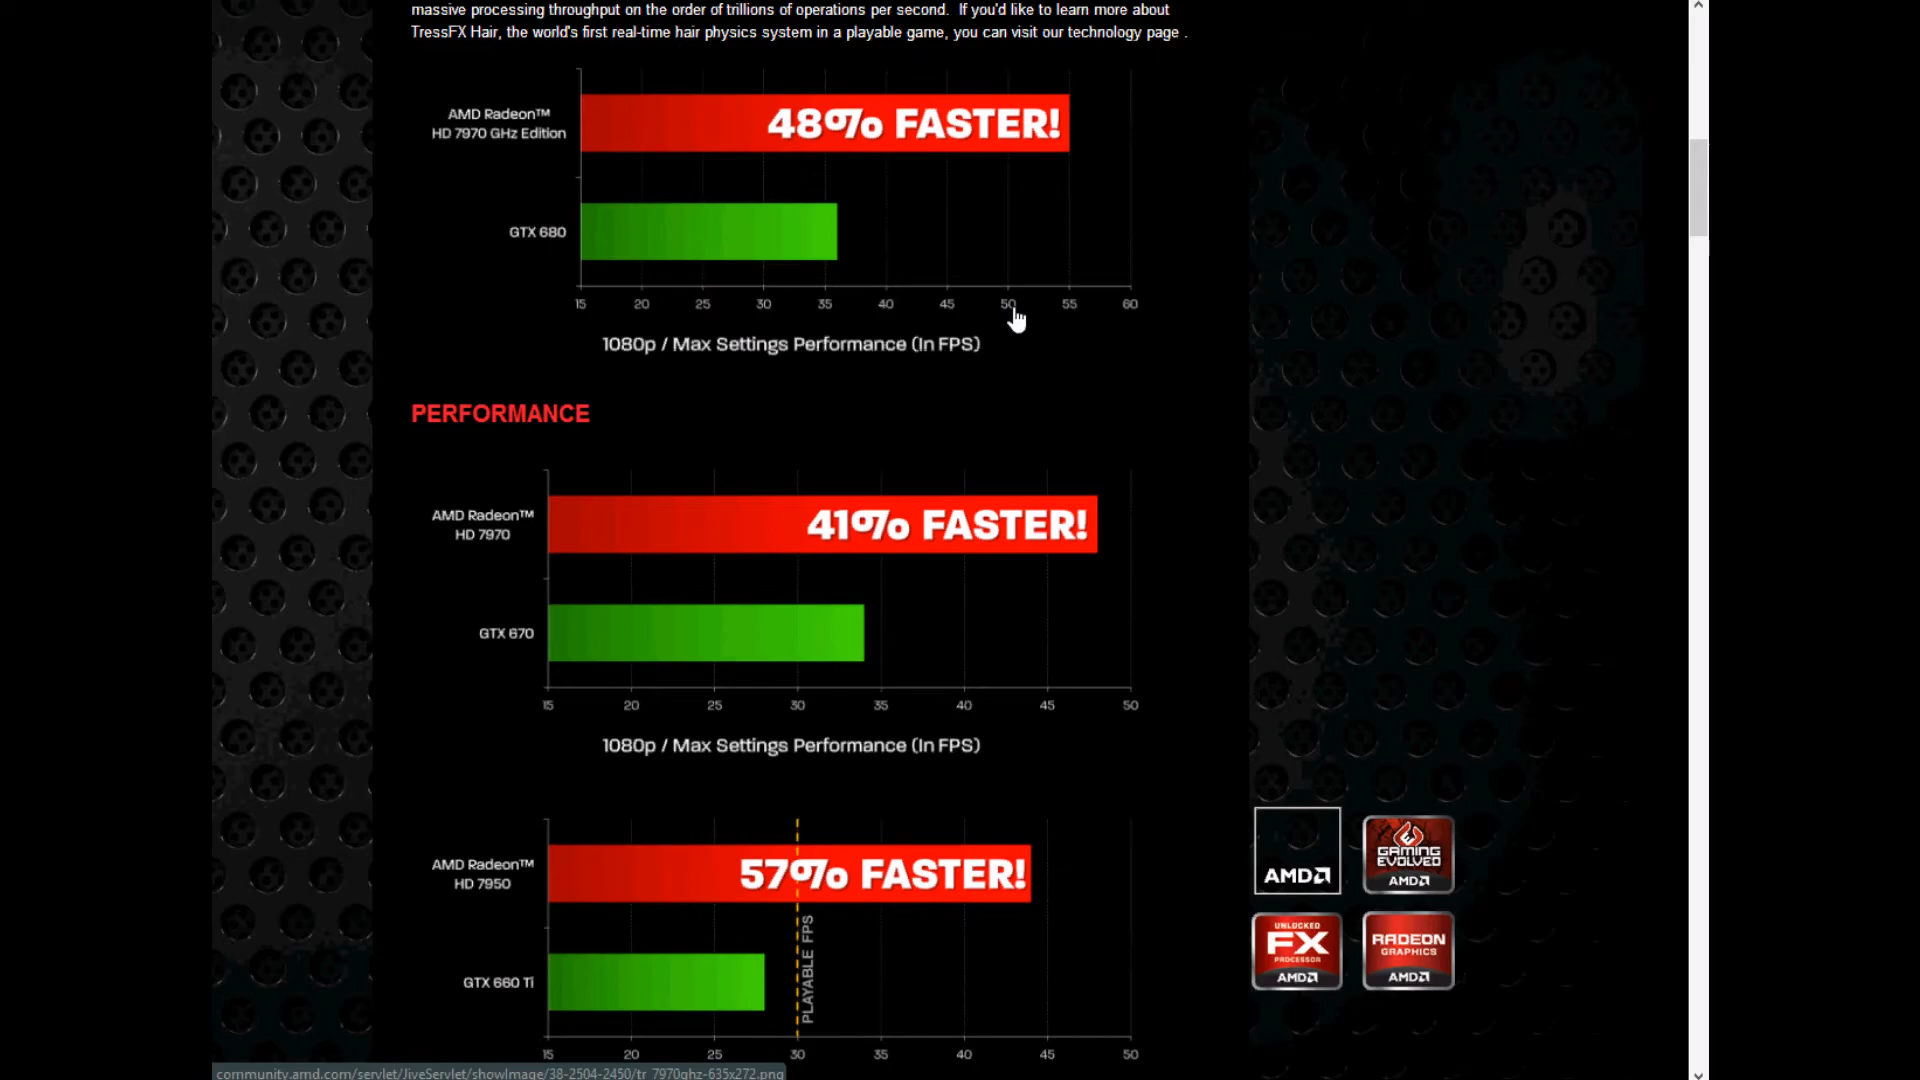 massive processing throughput on the order of trillions of operations per second.  If you'd like to learn more about
TressFX Hair, the world's first real-time hair physics system in a playable game, you can visit our technology page .
AMD Radeon™
HD 7970 GHz Edition
48% FASTER!
GTX 680
15 20 25 30 35 40 45 50 55 60
1080p / Max Settings Performance (In FPS)
PERFORMANCE
AMD Radeon™
HD 7970
41% FASTER!
GTX 670
15 20 25 30 35 40 45 50
1080p / Max Settings Performance (In FPS)
AMD Radeon™
HD 7950
57% FASTER!
PLAYABLE FPS
GTX 660 Ti
15 20 25 30 35 40 45 50
AMD
GAMING
EVOLVED
AMD
UNLOCKED
FX
PROCESSOR
AMD
RADEON
GRAPHICS
AMD
community.amd.com/servlet/JiveServlet/showImage/38-2504-2450/tr_7970ghz-635x272.png